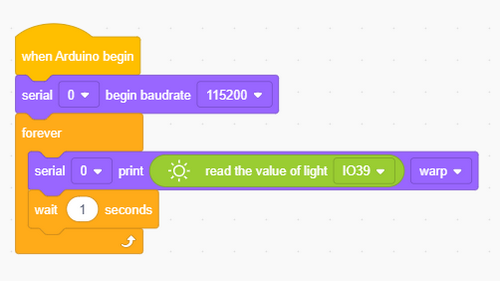 when Arduino begin
serial 0 begin baudrate 115200
forever
serial 0 print read the value of light IO39 warp
wait 1 seconds